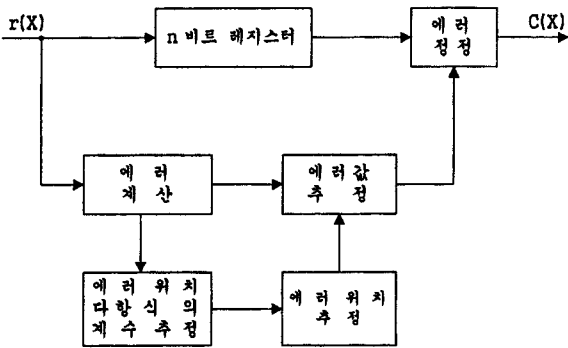 r(X)
n 비트 레지스터
에 러
정 정
C(X)
에 러
계 산
에 러 값
추 정
에 러 위 치
다 항 식 의
계 수 추 정
에 러 위 치
추 정